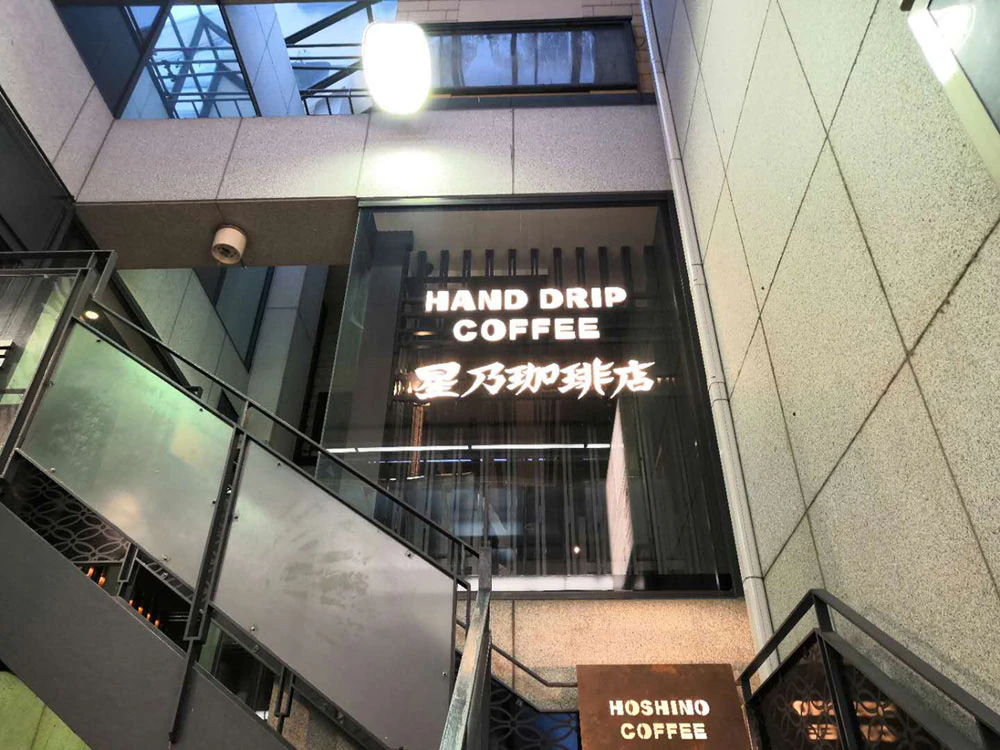 HAND DRIP
COFFEE
星乃珈琲店
HOSHINO
COFFEE